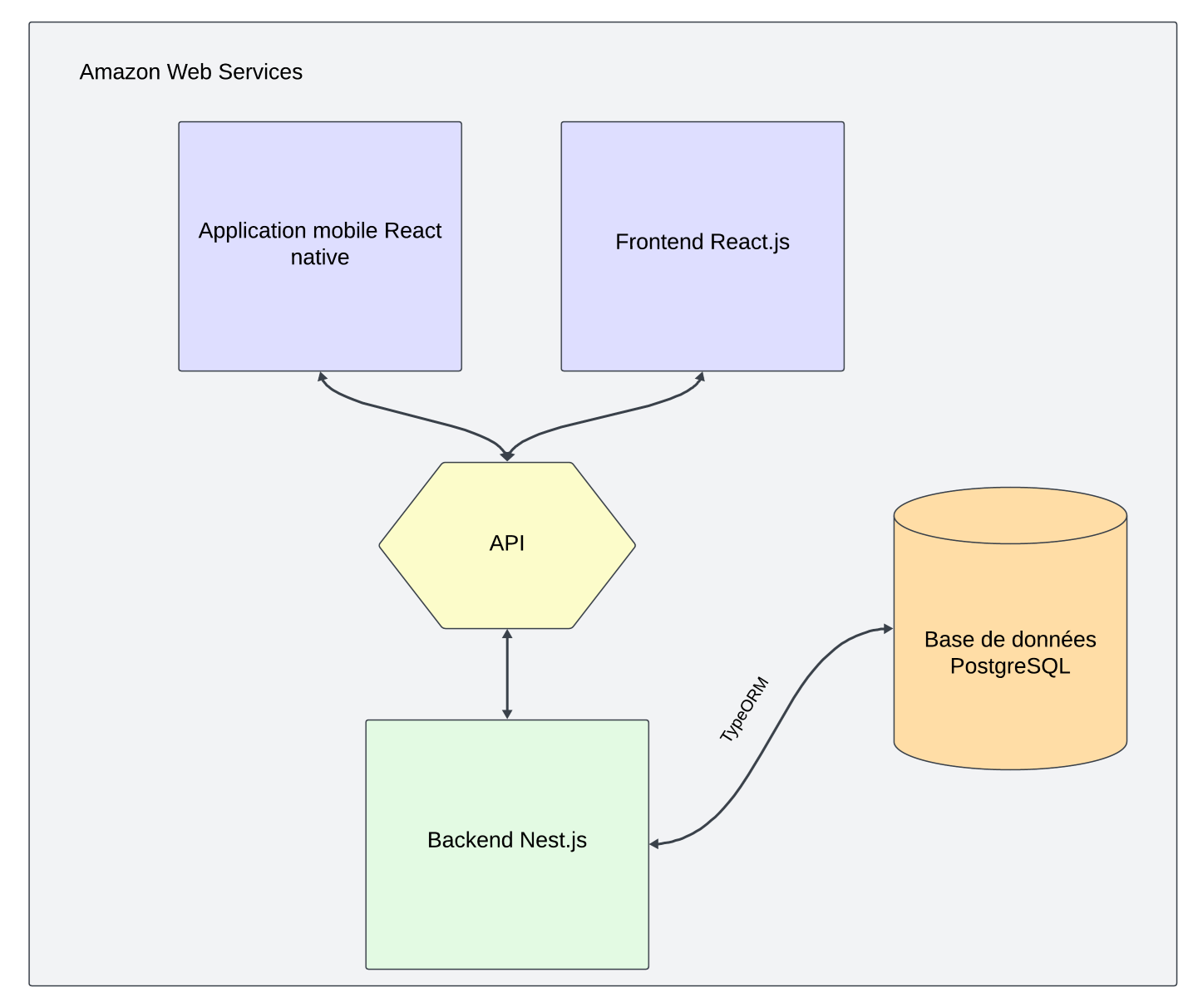 Amazon Web Services
Application mobile React
native
Frontend React.js
API
Base de données
PostgreSQL
TypeORM
Backend Nest.js